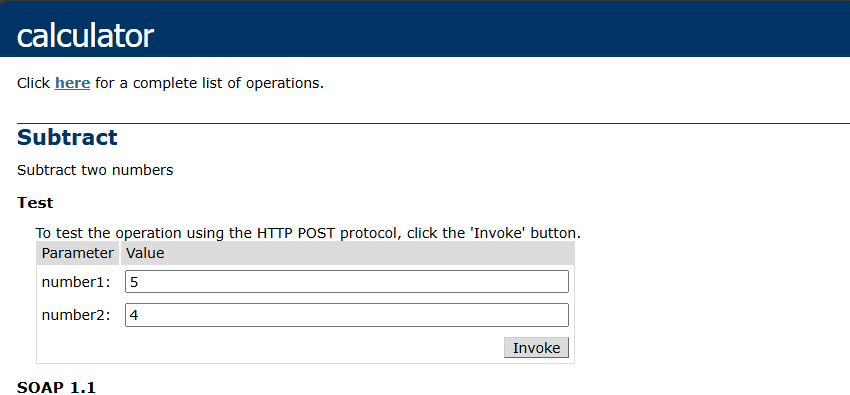 calculator
Click here for a complete list of operations.
Subtract
Subtract two numbers
Test
To test the operation using the HTTP POST protocol, click the 'Invoke' button.
Parameter Value
number1: 5
number2: 4
Invoke
SOAP 1.1